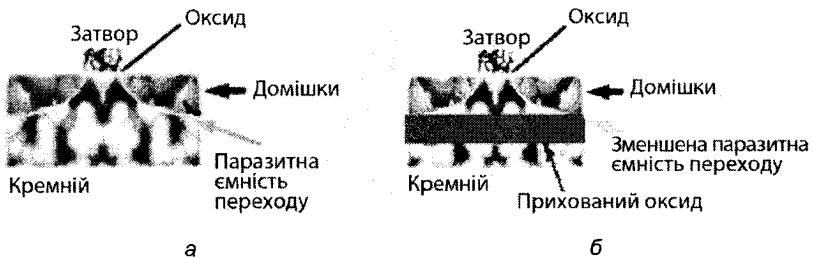 Затвор
Оксид
Домішки
Паразитна
ємність
переходу
Кремній
а
Затвор
Оксид
Домішки
Зменшена паразитна
ємність переходу
Кремній
Прихований оксид
б